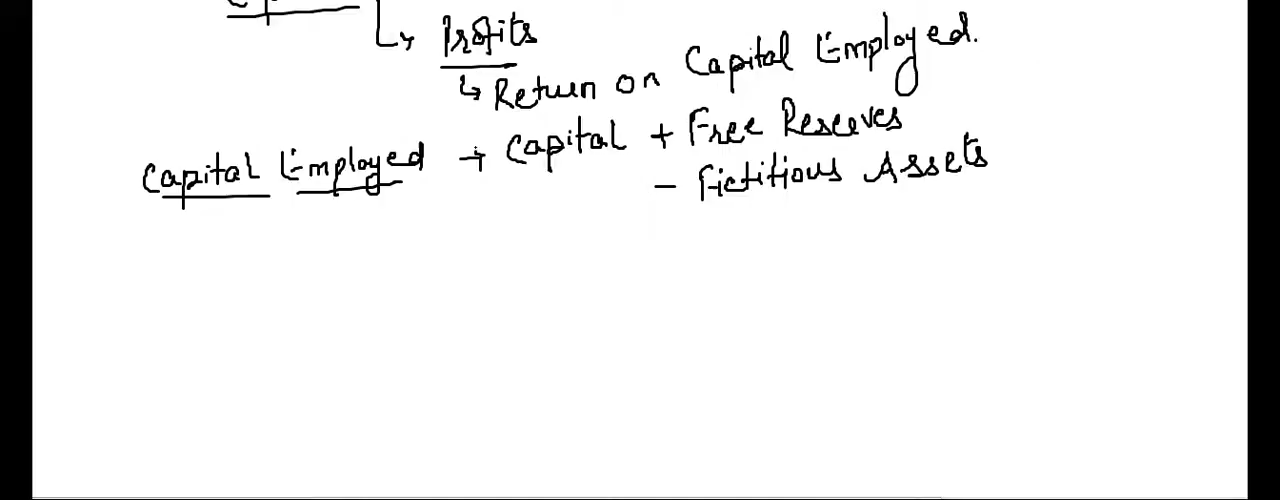 ↳ Profits
↳ Return on Capital Employed.
Capital Employed → Capital + Free Reserves
- Fictitious Assets